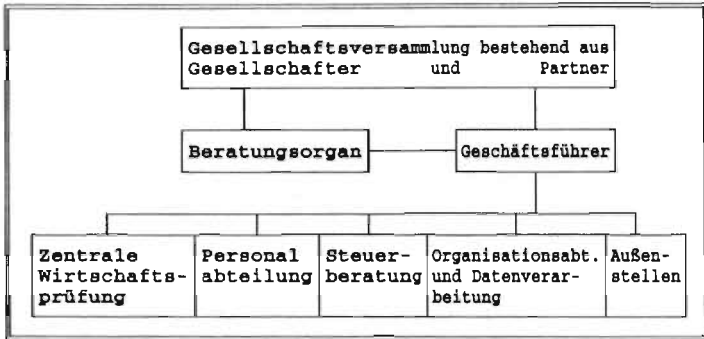 Gesellschaftsversammlung bestehend aus
Gesellschafter und Partner
Beratungsorgan
Geschäftsführer
Zentrale
Wirtschafts-
prüfung
Personal
abteilung
Steuer-
beratung
Organisationsabt.
und Datenverar-
beitung
Außen-
stellen